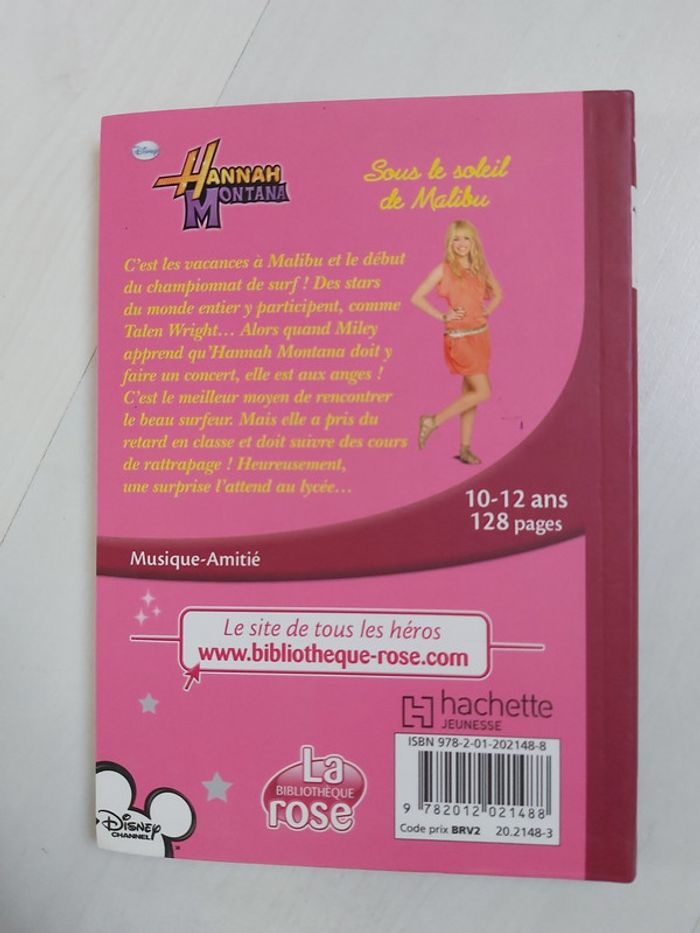 Disney
HANNAH
MONTANA
Sous le soleil
de Malibu
C'est les vacances à Malibu et le début
du championnat de surf ! Des stars
du monde entier y participent, comme
Talen Wright... Alors quand Miley
apprend qu'Hannah Montana doit y
faire un concert, elle est aux anges !
C'est le meilleur moyen de rencontrer
le beau surfeur. Mais elle a pris du
retard en classe et doit suivre des cours
de rattrapage ! Heureusement,
une surprise l'attend au lycée...
10-12 ans
128 pages
Musique-Amitié
Le site de tous les héros
www.bibliotheque-rose.com
hachette
JEUNESSE
ISBN 978-2-01-202148-8
9 782012 021488
Code prix BRV2 20.2148-3
La
BIBLIOTHÈQUE
rose
Disney
CHANNEL